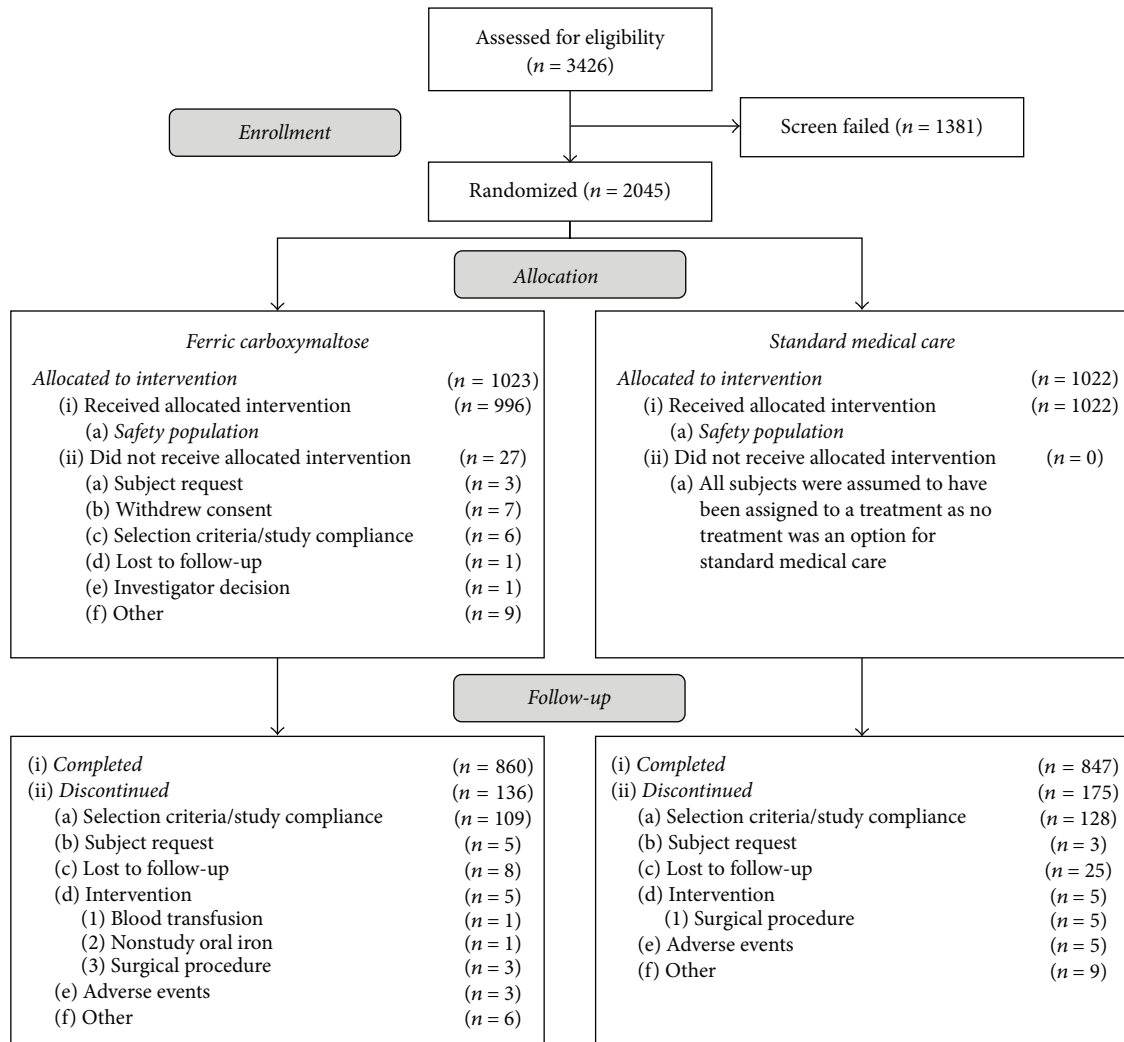 Assessed for eligibility
(n = 3426)
Enrollment
Screen failed (n = 1381)
Randomized (n = 2045)
Allocation
Ferric carboxymaltose
Allocated to intervention (n = 1023)
(i) Received allocated intervention (n = 996)
(a) Safety population
(ii) Did not receive allocated intervention (n = 27)
(a) Subject request (n = 3)
(b) Withdrew consent (n = 7)
(c) Selection criteria/study compliance (n = 6)
(d) Lost to follow-up (n = 1)
(e) Investigator decision (n = 1)
(f) Other (n = 9)
Standard medical care
Allocated to intervention (n = 1022)
(i) Received allocated intervention (n = 1022)
(a) Safety population
(ii) Did not receive allocated intervention (n = 0)
(a) All subjects were assumed to have
been assigned to a treatment as no
treatment was an option for
standard medical care
Follow-up
(i) Completed (n = 860)
(ii) Discontinued (n = 136)
(a) Selection criteria/study compliance (n = 109)
(b) Subject request (n = 5)
(c) Lost to follow-up (n = 8)
(d) Intervention (n = 5)
(1) Blood transfusion (n = 1)
(2) Nonstudy oral iron (n = 1)
(3) Surgical procedure (n = 3)
(e) Adverse events (n = 3)
(f) Other (n = 6)
(i) Completed (n = 847)
(ii) Discontinued (n = 175)
(a) Selection criteria/study compliance (n = 128)
(b) Subject request (n = 3)
(c) Lost to follow-up (n = 25)
(d) Intervention (n = 5)
(1) Surgical procedure (n = 5)
(e) Adverse events (n = 5)
(f) Other (n = 9)